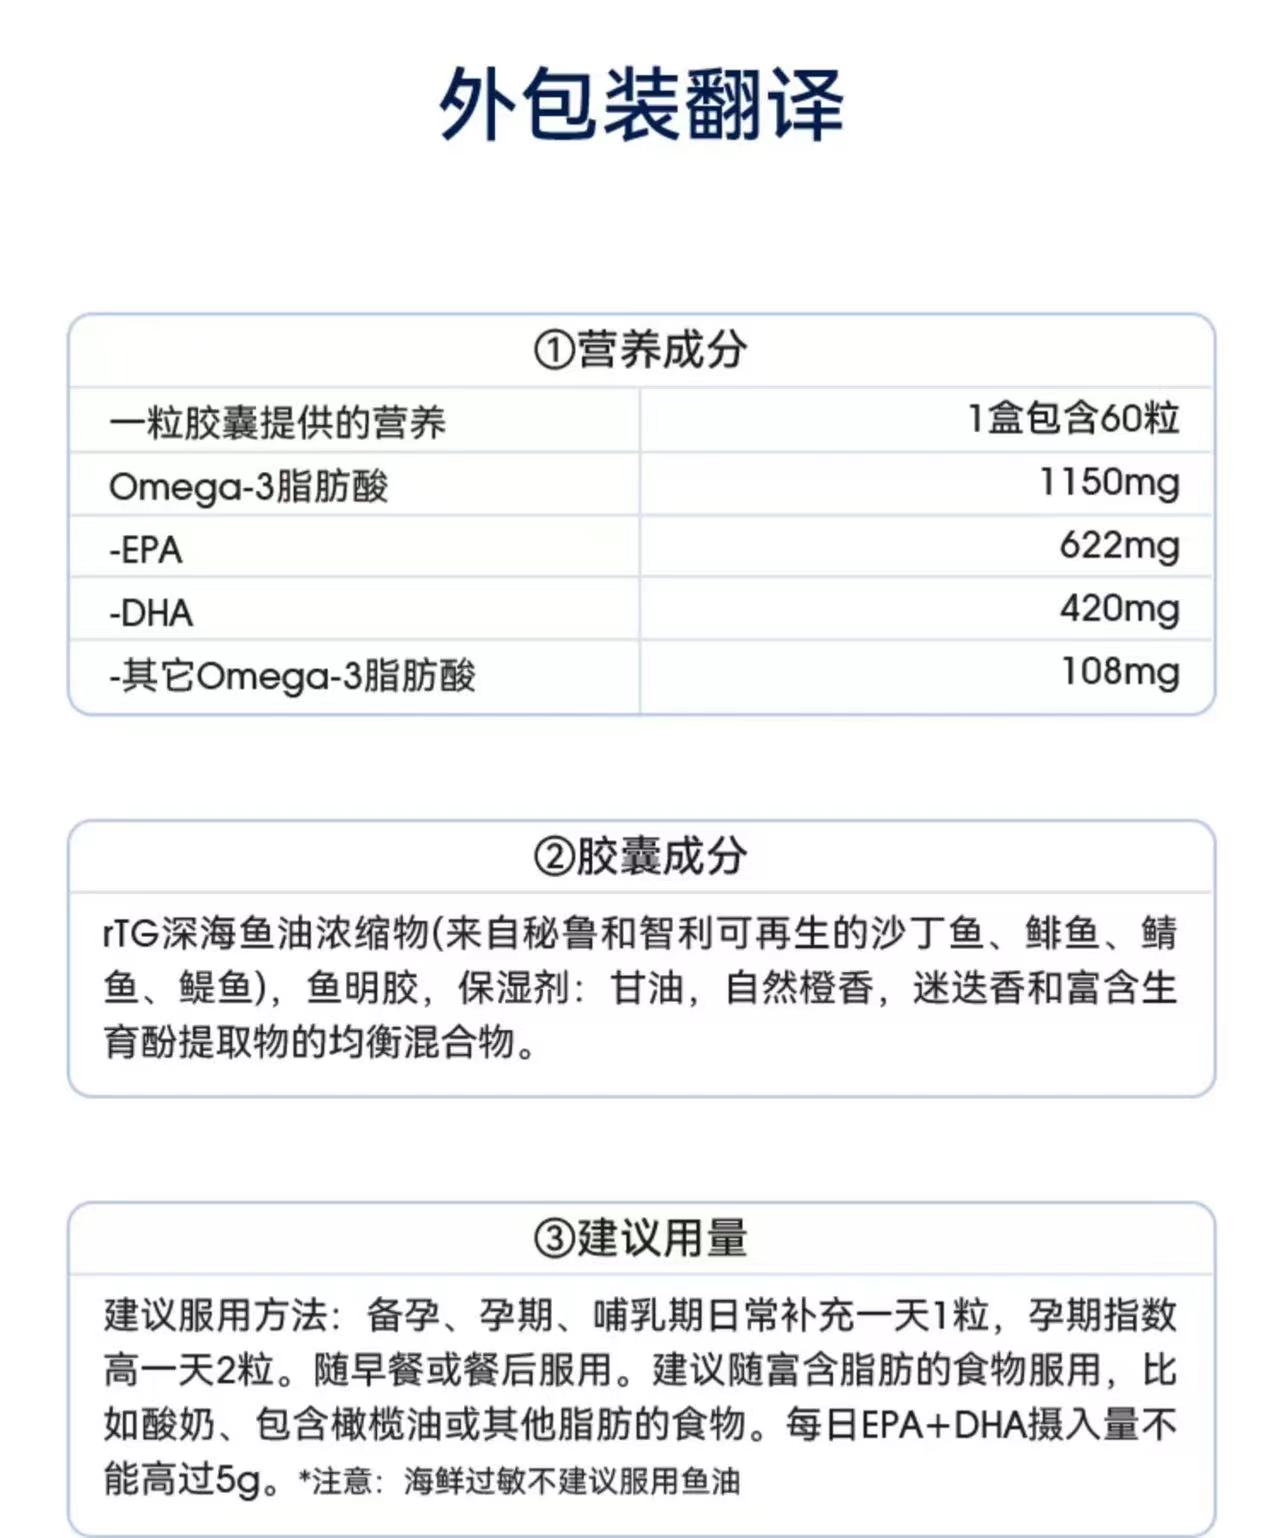 外包装翻译
①营养成分
一粒胶囊提供的营养 1盒包含60粒
Omega-3脂肪酸 1150mg
-EPA 622mg
-DHA 420mg
-其它Omega-3脂肪酸 108mg
②胶囊成分
rTG深海鱼油浓缩物(来自秘鲁和智利可再生的沙丁鱼、鲱鱼、鲭
鱼、鳀鱼)，鱼明胶，保湿剂：甘油，自然橙香，迷迭香和富含生
育酚提取物的均衡混合物。
③建议用量
建议服用方法：备孕、孕期、哺乳期日常补充一天1粒，孕期指数
高一天2粒。随早餐或餐后服用。建议随富含脂肪的食物服用，比
如酸奶、包含橄榄油或其他脂肪的食物。每日EPA+DHA摄入量不
能高过5g。*注意：海鲜过敏不建议服用鱼油